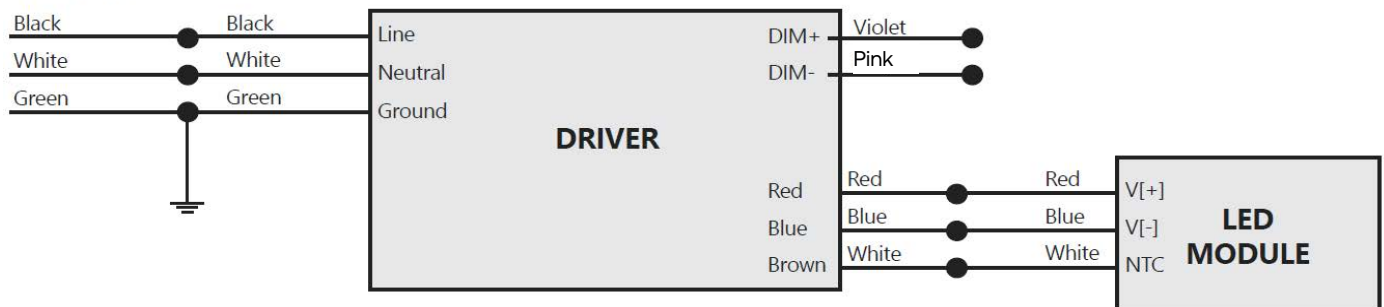 Black Black
White White
Green Green
Line
Neutral
Ground
DRIVER
DIM+ Violet
DIM- Pink
Red Red Red V[+]
Blue Blue Blue V[-]
Brown White White NTC
LED
MODULE